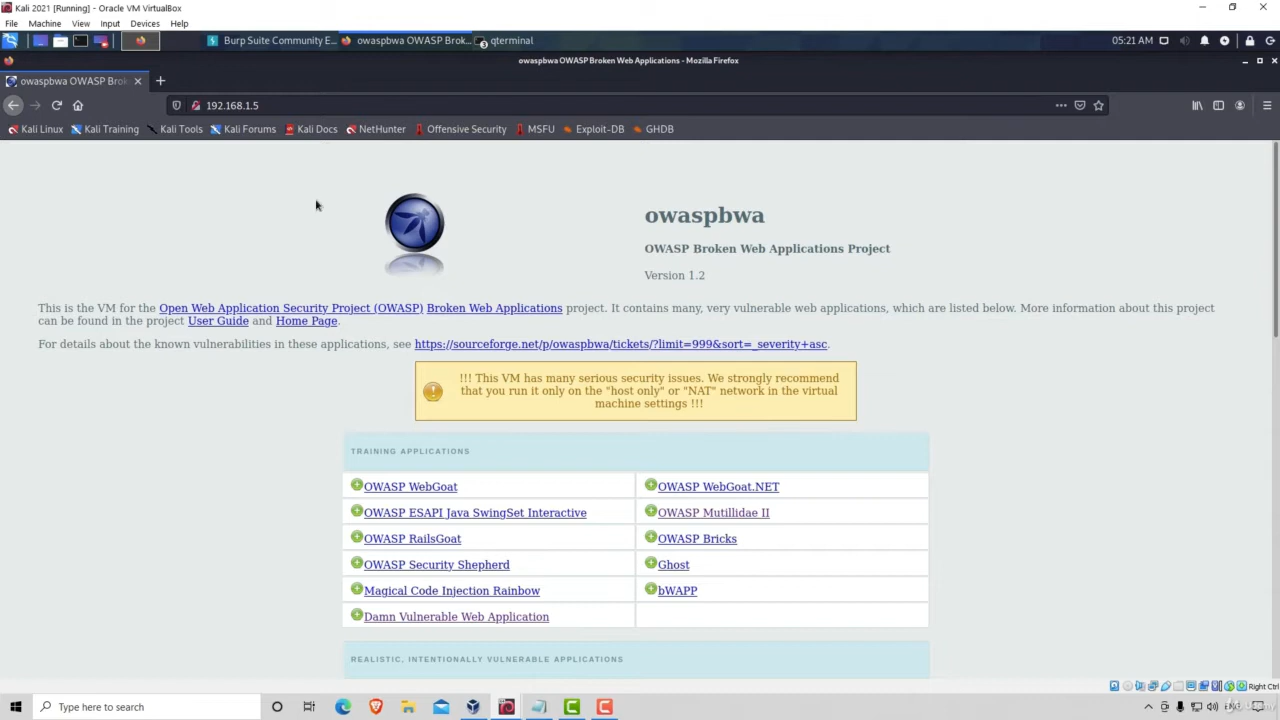 Kali 2021 [Running] - Oracle VM VirtualBox
File Machine View Input Devices Help
Burp Suite Community E... owaspbwa OWASP Brok... qterminal 05:21 AM
owaspbwa OWASP Broken Web Applications - Mozilla Firefox
owaspbwa OWASP Brok
192.168.1.5
Kali Linux Kali Training Kali Tools Kali Forums Kali Docs NetHunter Offensive Security MSFU Exploit-DB GHDB
owaspbwa
OWASP Broken Web Applications Project
Version 1.2
This is the VM for the Open Web Application Security Project (OWASP) Broken Web Applications project. It contains many, very vulnerable web applications, which are listed below. More information about this project
can be found in the project User Guide and Home Page.
For details about the known vulnerabilities in these applications, see https://sourceforge.net/p/owaspbwa/tickets/?limit=999&sort=_severity+asc.
!!! This VM has many serious security issues. We strongly recommend
that you run it only on the "host only" or "NAT" network in the virtual
machine settings !!!
TRAINING APPLICATIONS
OWASP WebGoat OWASP WebGoat.NET
OWASP ESAPI Java SwingSet Interactive OWASP Mutillidae II
OWASP RailsGoat OWASP Bricks
OWASP Security Shepherd Ghost
Magical Code Injection Rainbow bWAPP
Damn Vulnerable Web Application
REALISTIC, INTENTIONALLY VULNERABLE APPLICATIONS
Right Ctrl
Type here to search